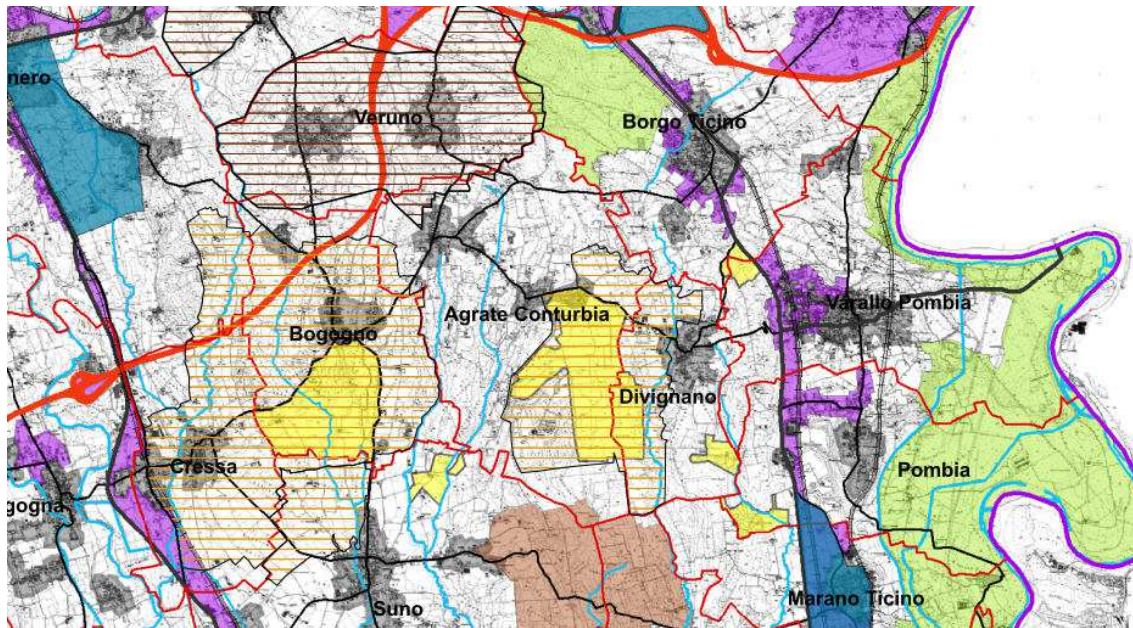 nero
Veruno
Borgo Ticino
Agrate Conturbia
Varallo Pombia
Bogogno
Divignano
Cressa
Pombia
gogna
Suno
Marano Ticino